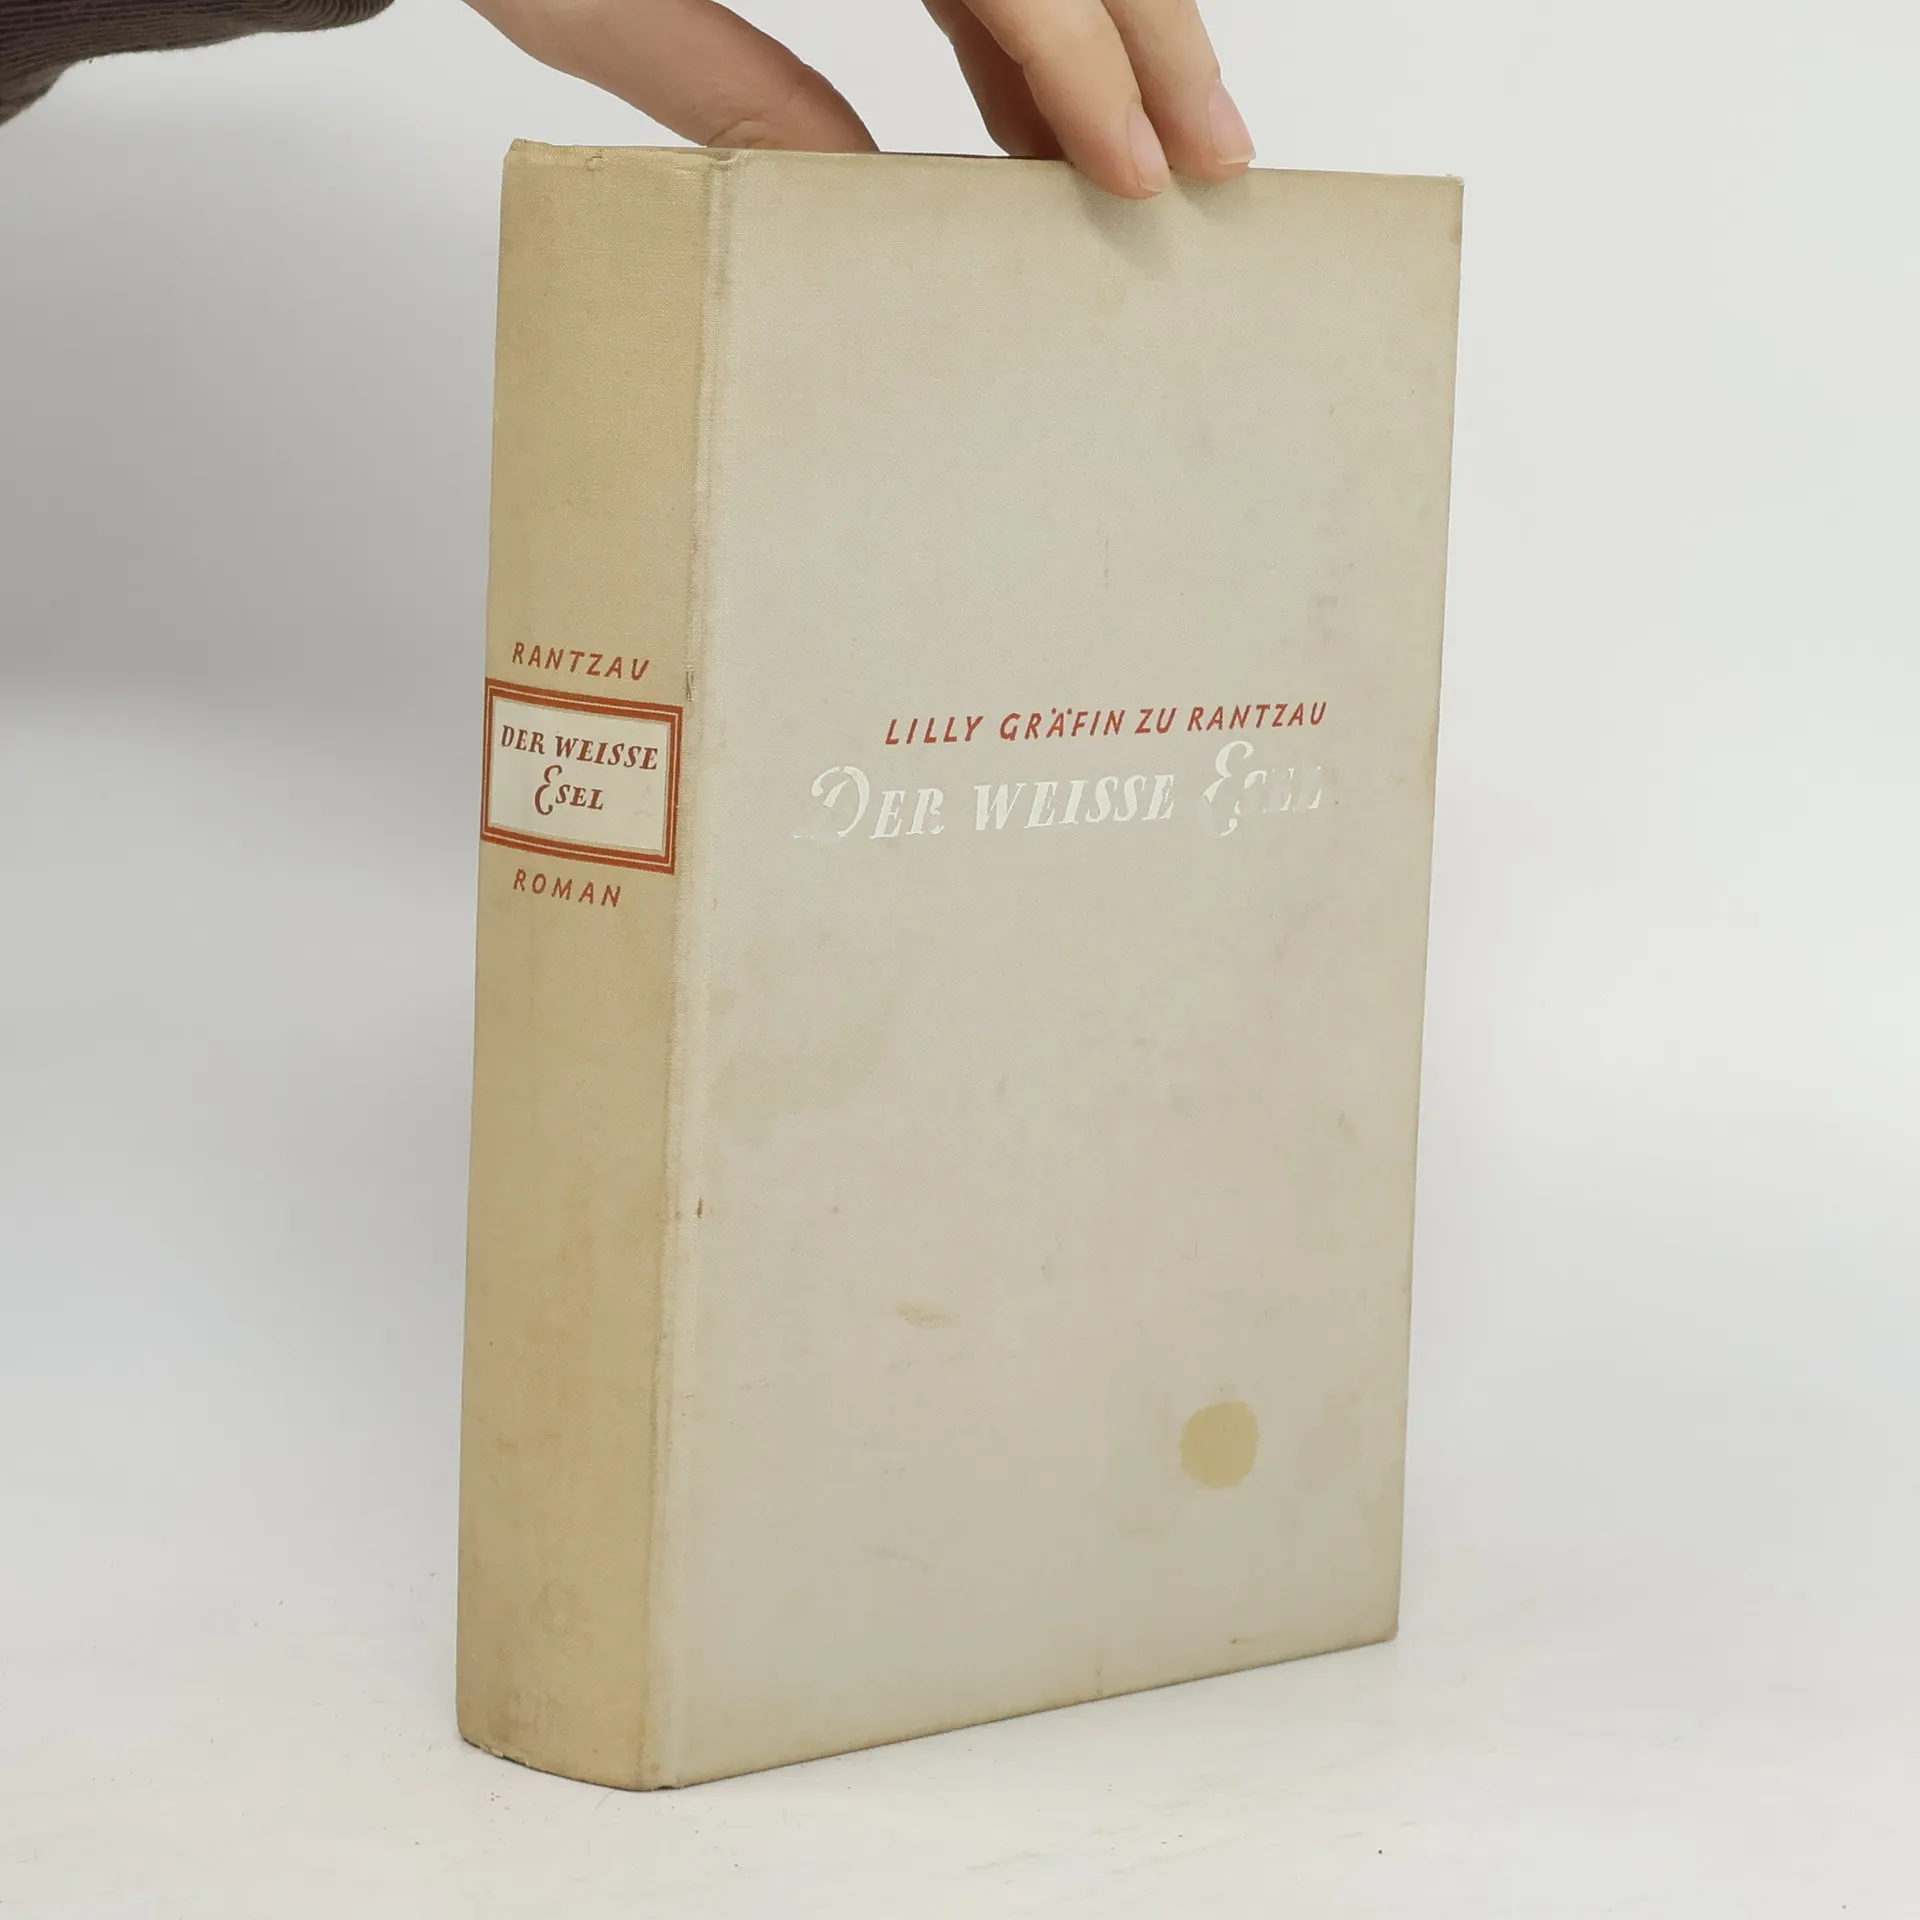 RANTZAU
DER WEISSE
ESEL
ROMAN
LILLY GRÄFIN ZU RANTZAU
DER WEISSE ESEL